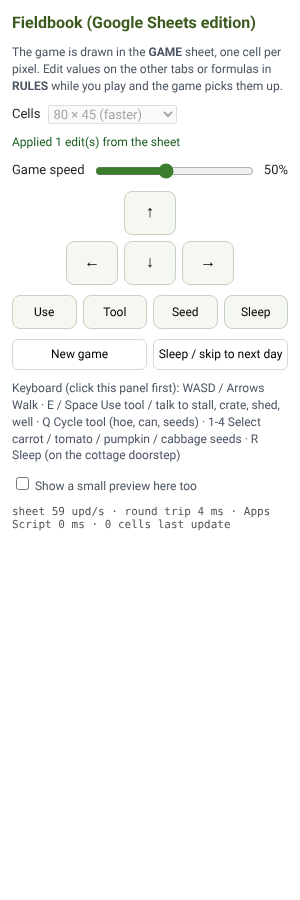 Fieldbook (Google Sheets edition)
The game is drawn in the GAME sheet, one cell per
pixel. Edit values on the other tabs or formulas in
RULES while you play and the game picks them up.
Cells 80 × 45 (faster)
Applied 1 edit(s) from the sheet
Game speed 50%
↑
← ↓ →
Use Tool Seed Sleep
New game Sleep / skip to next day
Keyboard (click this panel first): WASD / Arrows
Walk · E / Space Use tool / talk to stall, crate, shed,
well · Q Cycle tool (hoe, can, seeds) · 1-4 Select
carrot / tomato / pumpkin / cabbage seeds · R
Sleep (on the cottage doorstep)
Show a small preview here too
sheet 59 upd/s · round trip 4 ms · Apps
Script 0 ms · 0 cells last update